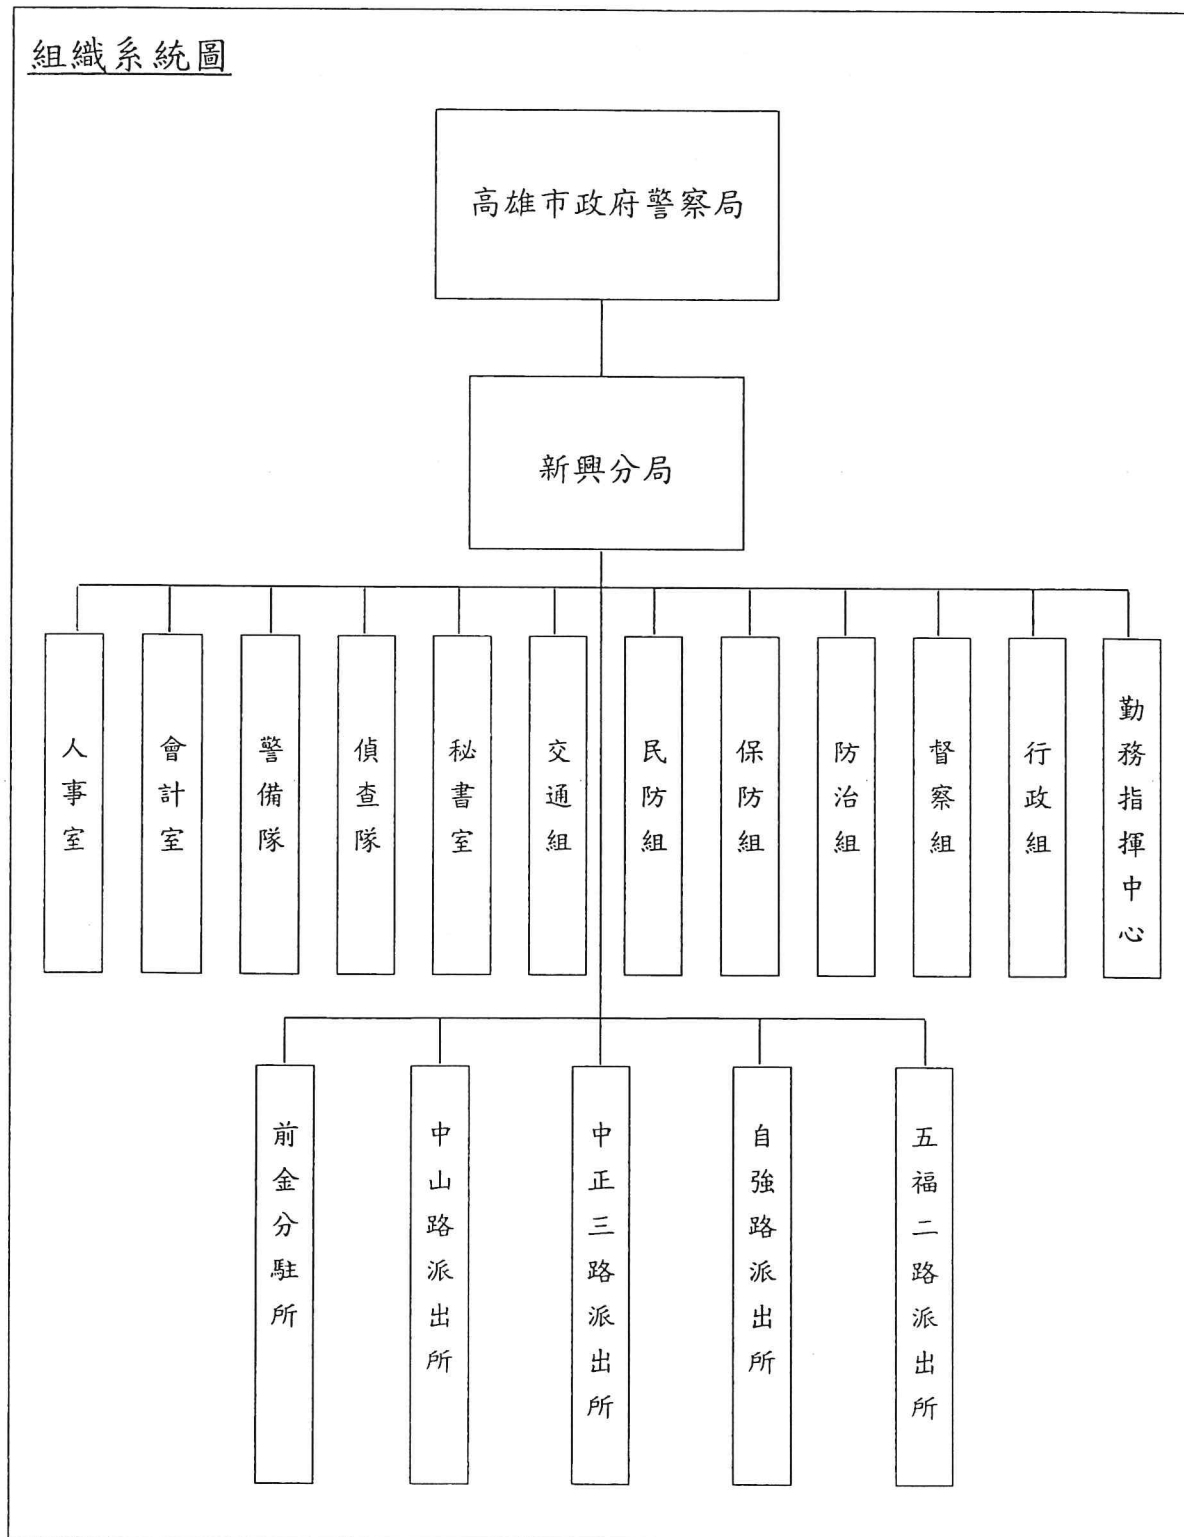 組織系統圖
高雄市政府警察局
新興分局
人事室
會計室
警備隊
偵查隊
秘書室
交通組
民防組
保防組
防治組
督察組
行政組
勤務指揮中心
前金分駐所
中山路派出所
中正三路派出所
自強路派出所
五福二路派出所